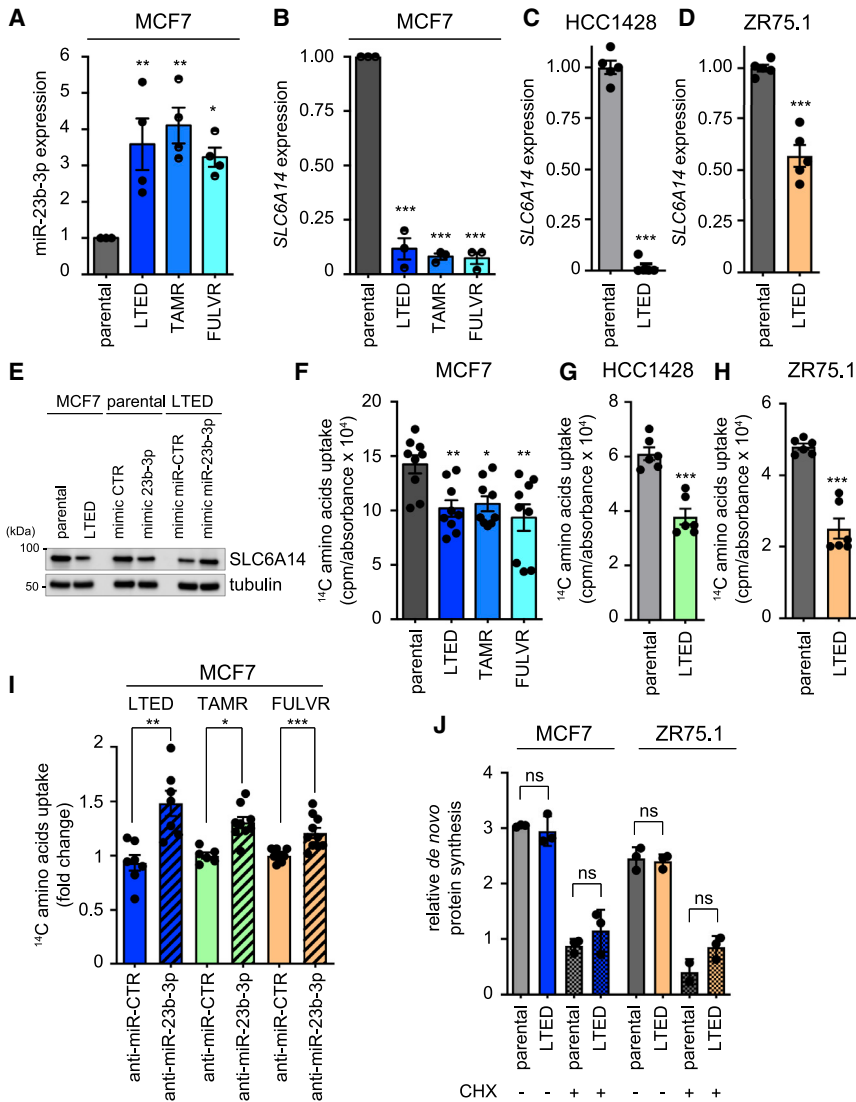 A
MCF7
miR-23b-3p expression
6
5
4
3
2
1
0
**
**
*
parental
LTED
TAMR
FULVR
B
MCF7
SLC6A14 expression
1.00
0.75
0.50
0.25
0
***
***
***
parental
LTED
TAMR
FULVR
C
HCC1428
SLC6A14 expression
1.00
0.75
0.50
0.25
0
***
parental
LTED
D
ZR75.1
SLC6A14 expression
1.00
0.75
0.50
0.25
0
***
parental
LTED
E
MCF7 parental LTED
parental
LTED
mimic CTR
mimic 23b-3p
mimic miR-CTR
mimic miR-23b-3p
(kDa)
100
50
SLC6A14
tubulin
F
MCF7
14C amino acids uptake
(cpm/absorbance x 10^4)
20
15
10
5
0
**
*
**
parental
LTED
TAMR
FULVR
G
HCC1428
14C amino acids uptake
(cpm/absorbance x 10^4)
8
6
4
2
0
***
parental
LTED
H
ZR75.1
14C amino acids uptake
(cpm/absorbance x 10^4)
6
4
2
0
***
parental
LTED
I
MCF7
LTED TAMR FULVR
** * ***
14C amino acids uptake
(fold change)
2
1.5
1
0.5
0
anti-miR-CTR
anti-miR-23b-3p
anti-miR-CTR
anti-miR-23b-3p
anti-miR-CTR
anti-miR-23b-3p
J
MCF7 ZR75.1
relative de novo
protein synthesis
4
3
2
1
0
ns
ns
ns
ns
parental
LTED
parental
LTED
parental
LTED
parental
LTED
CHX - - + + - - + +